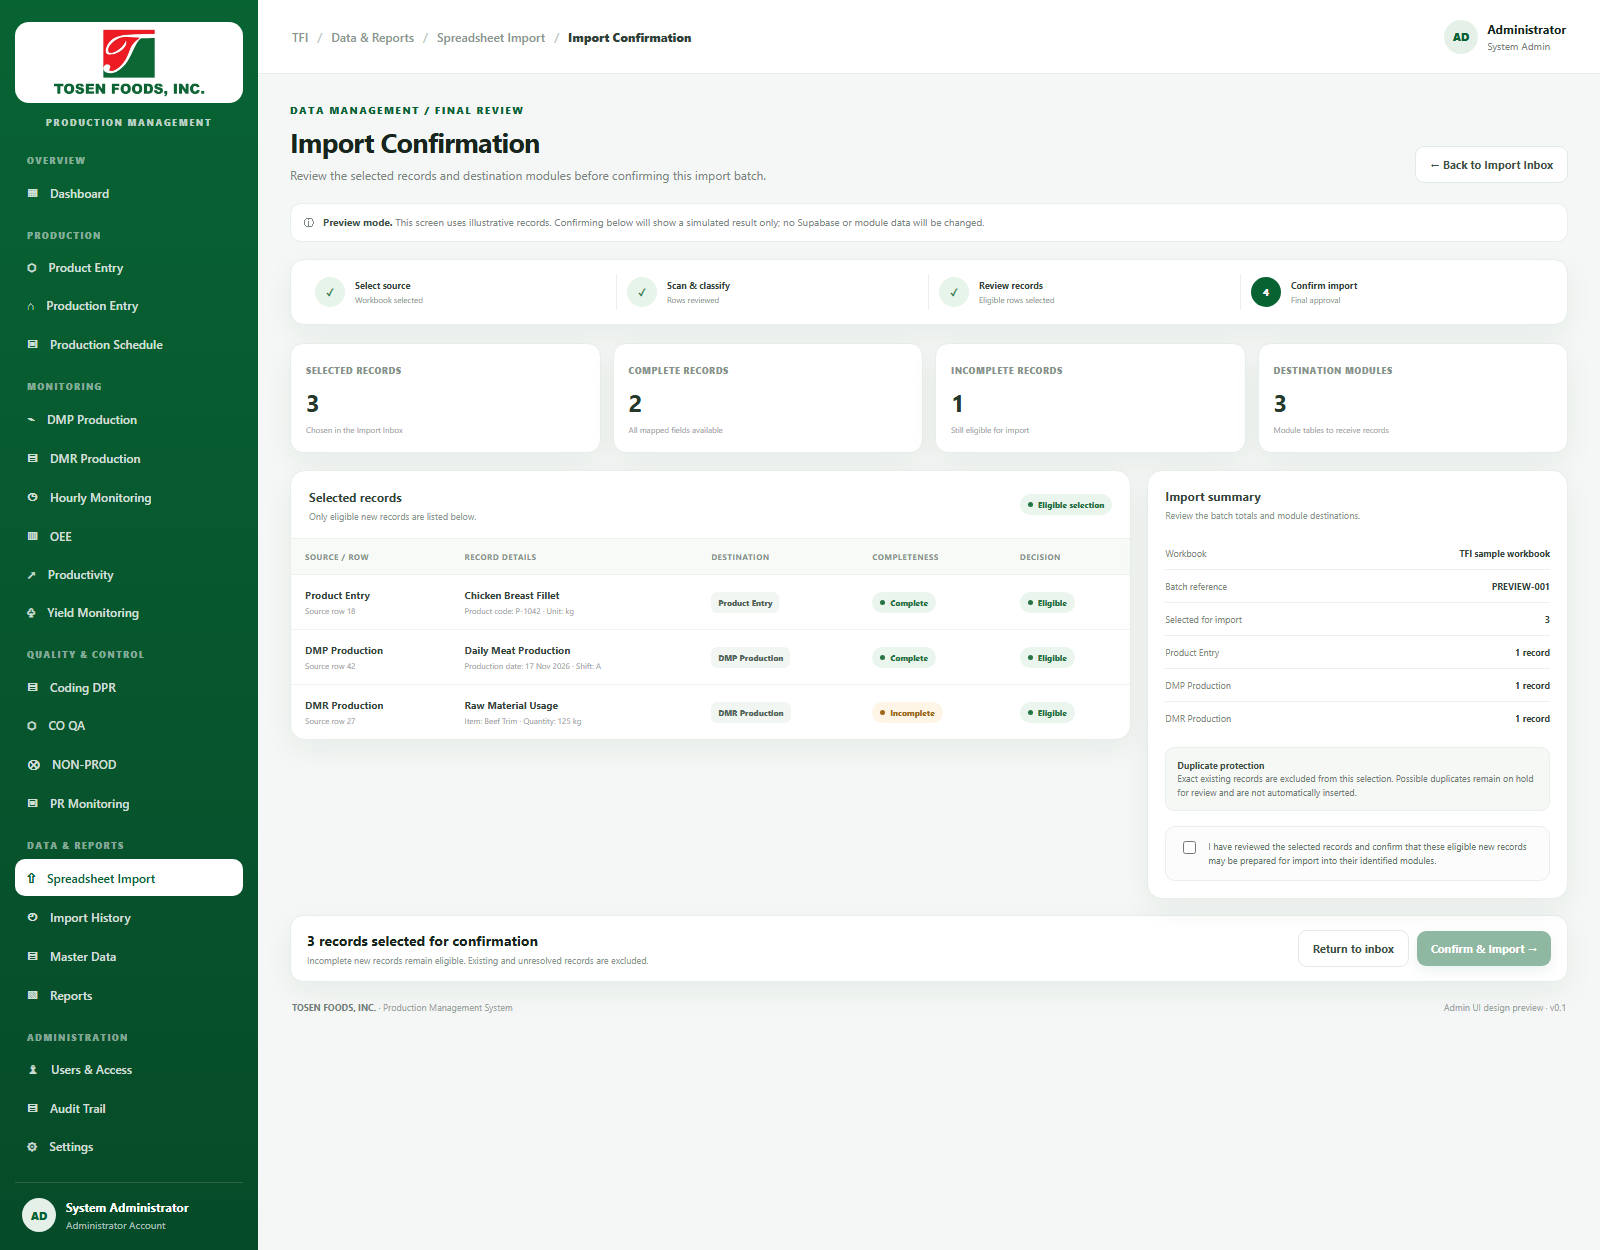 TOSEN FOODS, INC.
PRODUCTION MANAGEMENT
OVERVIEW
Dashboard
PRODUCTION
Product Entry
Production Entry
Production Schedule
MONITORING
DMP Production
DMR Production
Hourly Monitoring
OEE
Productivity
Yield Monitoring
QUALITY & CONTROL
Coding DPR
CO QA
NON-PROD
PR Monitoring
DATA & REPORTS
Spreadsheet Import
Import History
Master Data
Reports
ADMINISTRATION
Users & Access
Audit Trail
Settings
AD
System Administrator
Administrator Account
TFI / Data & Reports / Spreadsheet Import / Import Confirmation
AD
Administrator
System Admin
DATA MANAGEMENT / FINAL REVIEW
Import Confirmation
Review the selected records and destination modules before confirming this import batch.
← Back to Import Inbox
ⓘ Preview mode. This screen uses illustrative records. Confirming below will show a simulated result only; no Supabase or module data will be changed.
✓ Select source
Workbook selected
✓ Scan & classify
Rows reviewed
✓ Review records
Eligible rows selected
4 Confirm import
Final approval
SELECTED RECORDS
3
Chosen in the Import Inbox
COMPLETE RECORDS
2
All mapped fields available
INCOMPLETE RECORDS
1
Still eligible for import
DESTINATION MODULES
3
Module tables to receive records
Selected records
Only eligible new records are listed below.
Eligible selection
SOURCE / ROW RECORD DETAILS DESTINATION COMPLETENESS DECISION
Product Entry Chicken Breast Fillet Product Entry Complete Eligible
Source row 18 Product code: P-1042 · Unit: kg
DMP Production Daily Meat Production DMP Production Complete Eligible
Source row 42 Production date: 17 Nov 2026 · Shift: A
DMR Production Raw Material Usage DMR Production Incomplete Eligible
Source row 27 Item: Beef Trim · Quantity: 125 kg
Import summary
Review the batch totals and module destinations.
Workbook TFI sample workbook
Batch reference PREVIEW-001
Selected for import 3
Product Entry 1 record
DMP Production 1 record
DMR Production 1 record
Duplicate protection
Exact existing records are excluded from this selection. Possible duplicates remain on hold
for review and are not automatically inserted.
I have reviewed the selected records and confirm that these eligible new records
may be prepared for import into their identified modules.
3 records selected for confirmation
Incomplete new records remain eligible. Existing and unresolved records are excluded.
Return to inbox
Confirm & Import →
TOSEN FOODS, INC. · Production Management System
Admin UI design preview · v0.1